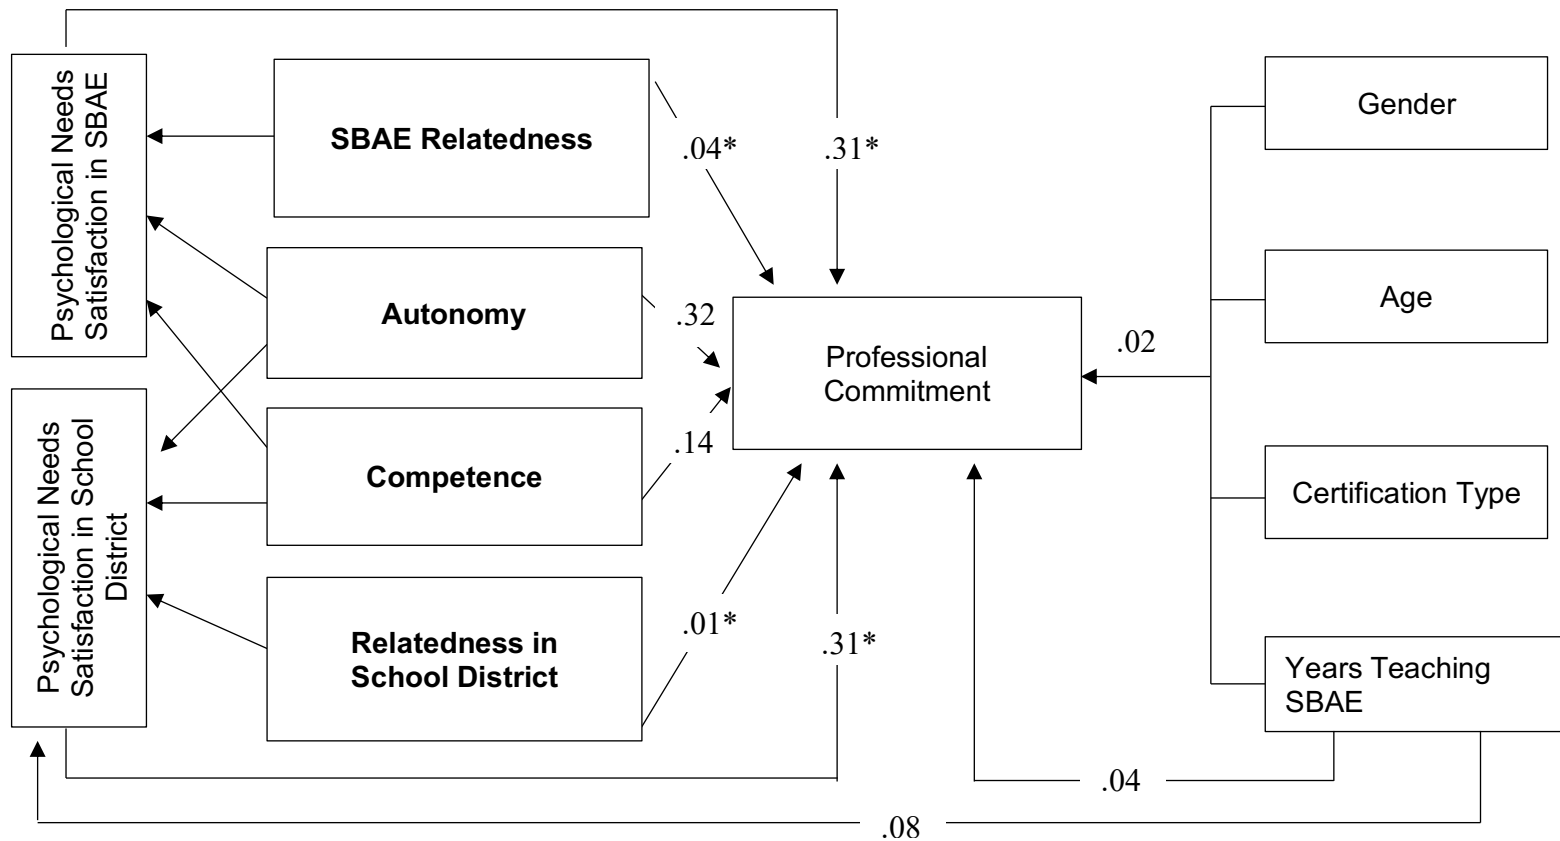 Psychological Needs
Satisfaction in SBAE
Psychological Needs
Satisfaction in School
District
SBAE Relatedness
Autonomy
Competence
Relatedness in
School District
.04*
.31*
.32
.14
.01*
.31*
Professional
Commitment
.02
Gender
Age
Certification Type
Years Teaching
SBAE
.04
.08